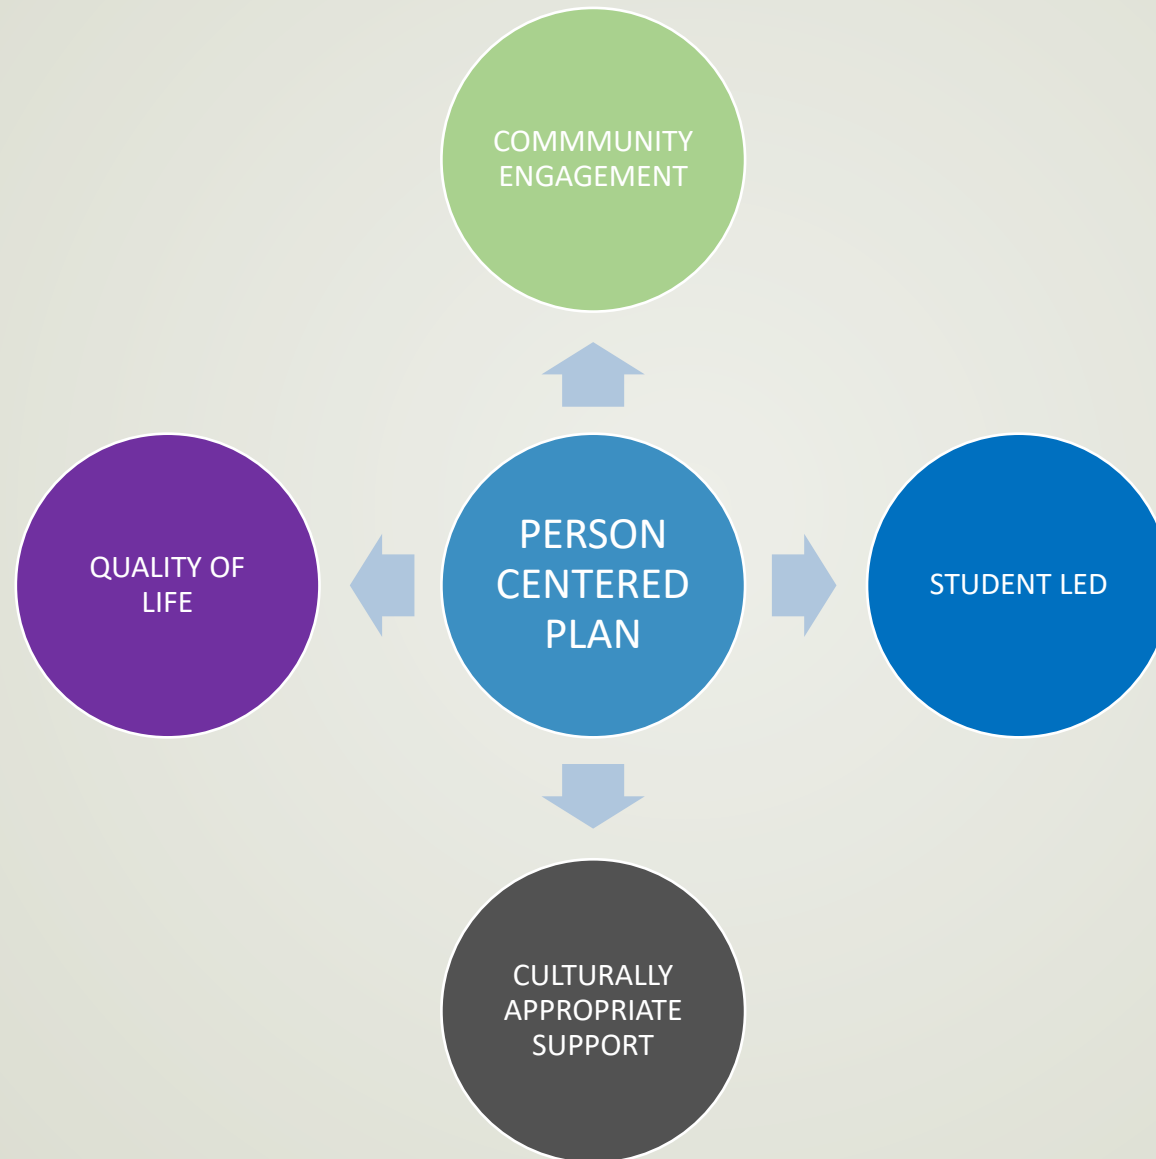 COMMMUNITY
ENGAGEMENT
QUALITY OF
LIFE
PERSON
CENTERED
PLAN
STUDENT LED
CULTURALLY
APPROPRIATE
SUPPORT